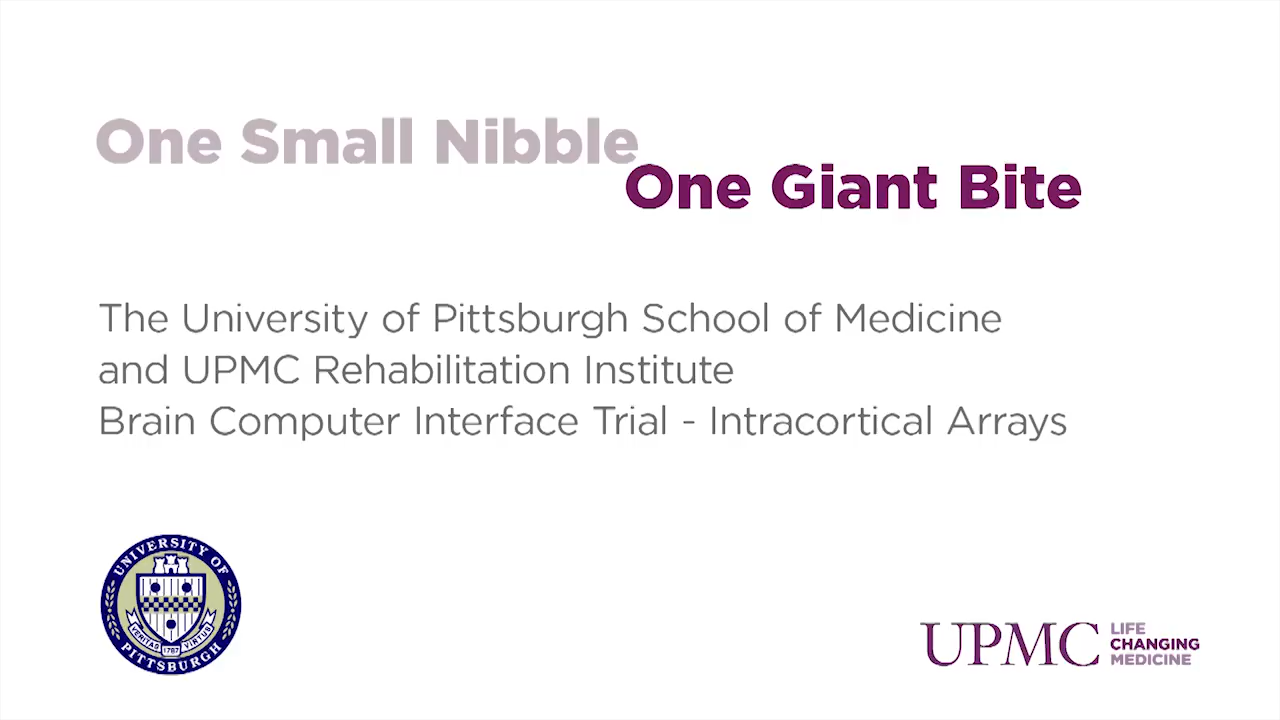 One Small Nibble
One Giant Bite
The University of Pittsburgh School of Medicine
and UPMC Rehabilitation Institute
Brain Computer Interface Trial - Intracortical Arrays
UNIVERSITY OF
VERITAS 1787 VIRTUS
PITTSBURGH
UPMC
LIFE
CHANGING
MEDICINE